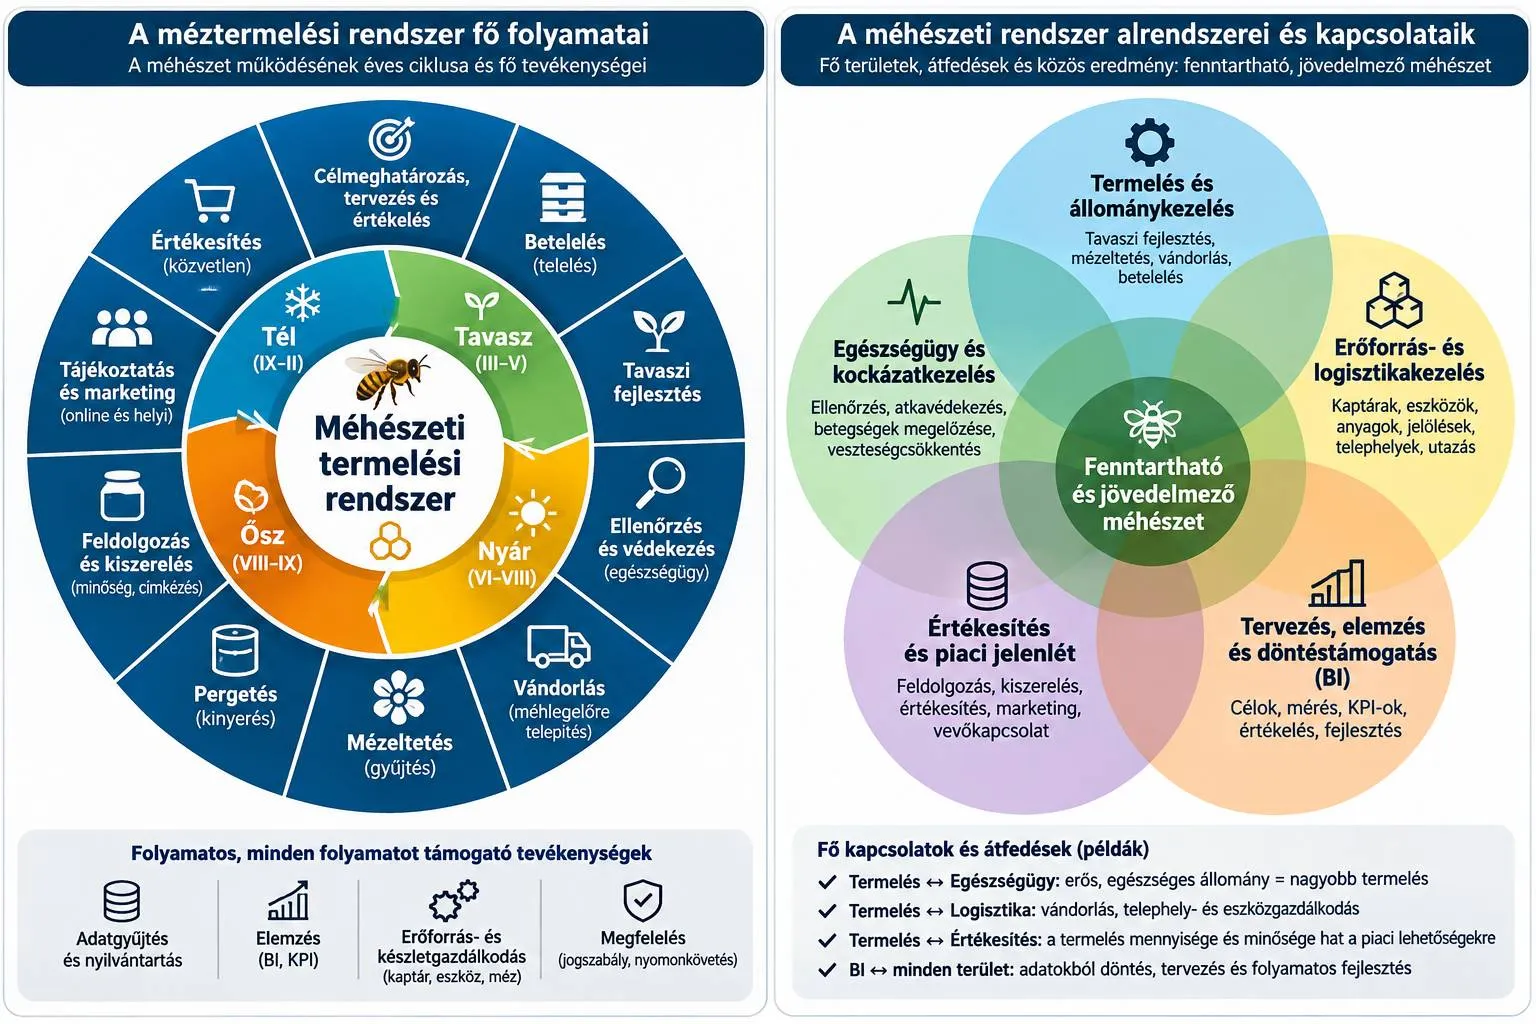 A méztermelési rendszer fő folyamatai
A méhészet működésének éves ciklusa és fő tevékenységei
Célmeghatározás,
tervezés és
értékelés
Betelelés
(telelés)
Tavaszi
fejlesztés
Ellenőrzés
és védekezés
(egészségügy)
Vándorlás
(méhlegelőre
telepítés)
Mézeltetés
(gyűjtés)
Pergetés
(kinyerés)
Feldolgozás
és kiszerelés
(minőség, címkézés)
Tájékoztatás
és marketing
(online és helyi)
Értékesítés
(közvetlen)
Tél
(IX–II)
Tavasz
(III–V)
Nyár
(VI–VIII)
Ősz
(VIII–IX)
Méhészeti
termelési
rendszer
Folyamatos, minden folyamatot támogató tevékenységek
Adatgyűjtés
és nyilvántartás
Elemzés
(BI, KPI)
Erőforrás- és
készletgazdálkodás
(kaptár, eszköz, méz)
Megfelelés
(jogszabály, nyomonkövetés)
A méhészeti rendszer alrendszerei és kapcsolataik
Fő területek, átfedések és közös eredmény: fenntartható, jövedelmező méhészet
Termelés és
állománykezelés
Tavaszi fejlesztés,
mézeltetés, vándorlás,
betelelés
Egészségügy és
kockázatkezelés
Ellenőrzés, atkavédekezés,
betegségek megelőzése,
veszteségcsökkentés
Erőforrás- és
logisztikakezelés
Kaptárak, eszközök,
anyagok, jelölések,
telephelyek, utazás
Fenntartható
és jövedelmező
méhészet
Értékesítés
és piaci jelenlét
Feldolgozás, kiszerelés,
értékesítés, marketing,
vevőkapcsolat
Tervezés, elemzés
és döntéstámogatás
(BI)
Célok, mérés, KPI-ok,
értékelés, fejlesztés
Fő kapcsolatok és átfedések (példák)
✓ Termelés ↔ Egészségügy: erős, egészséges állomány = nagyobb termelés
✓ Termelés ↔ Logisztika: vándorlás, telephely- és eszközgazdálkodás
✓ Termelés ↔ Értékesítés: a termelés mennyisége és minősége hat a piaci lehetőségekre
✓ BI ↔ minden terület: adatokból döntés, tervezés és folyamatos fejlesztés